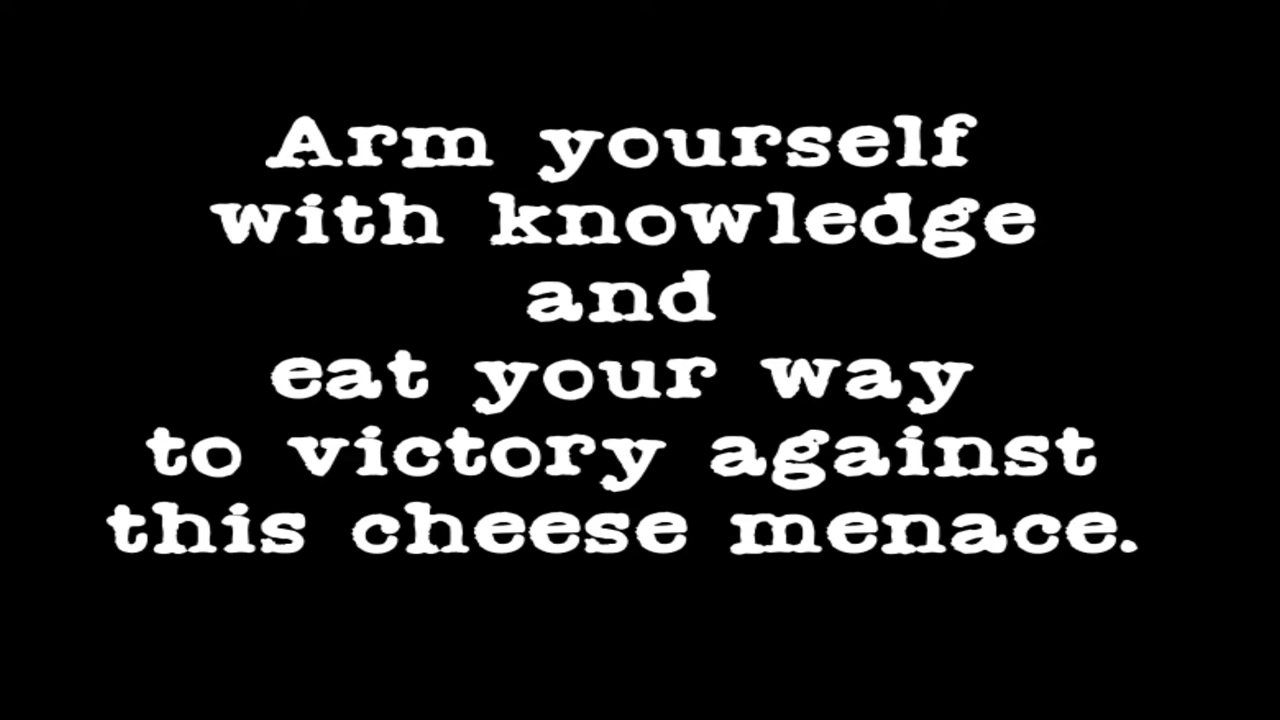 Arm yourself
with knowledge
and
eat your way
to victory against
this cheese menace.